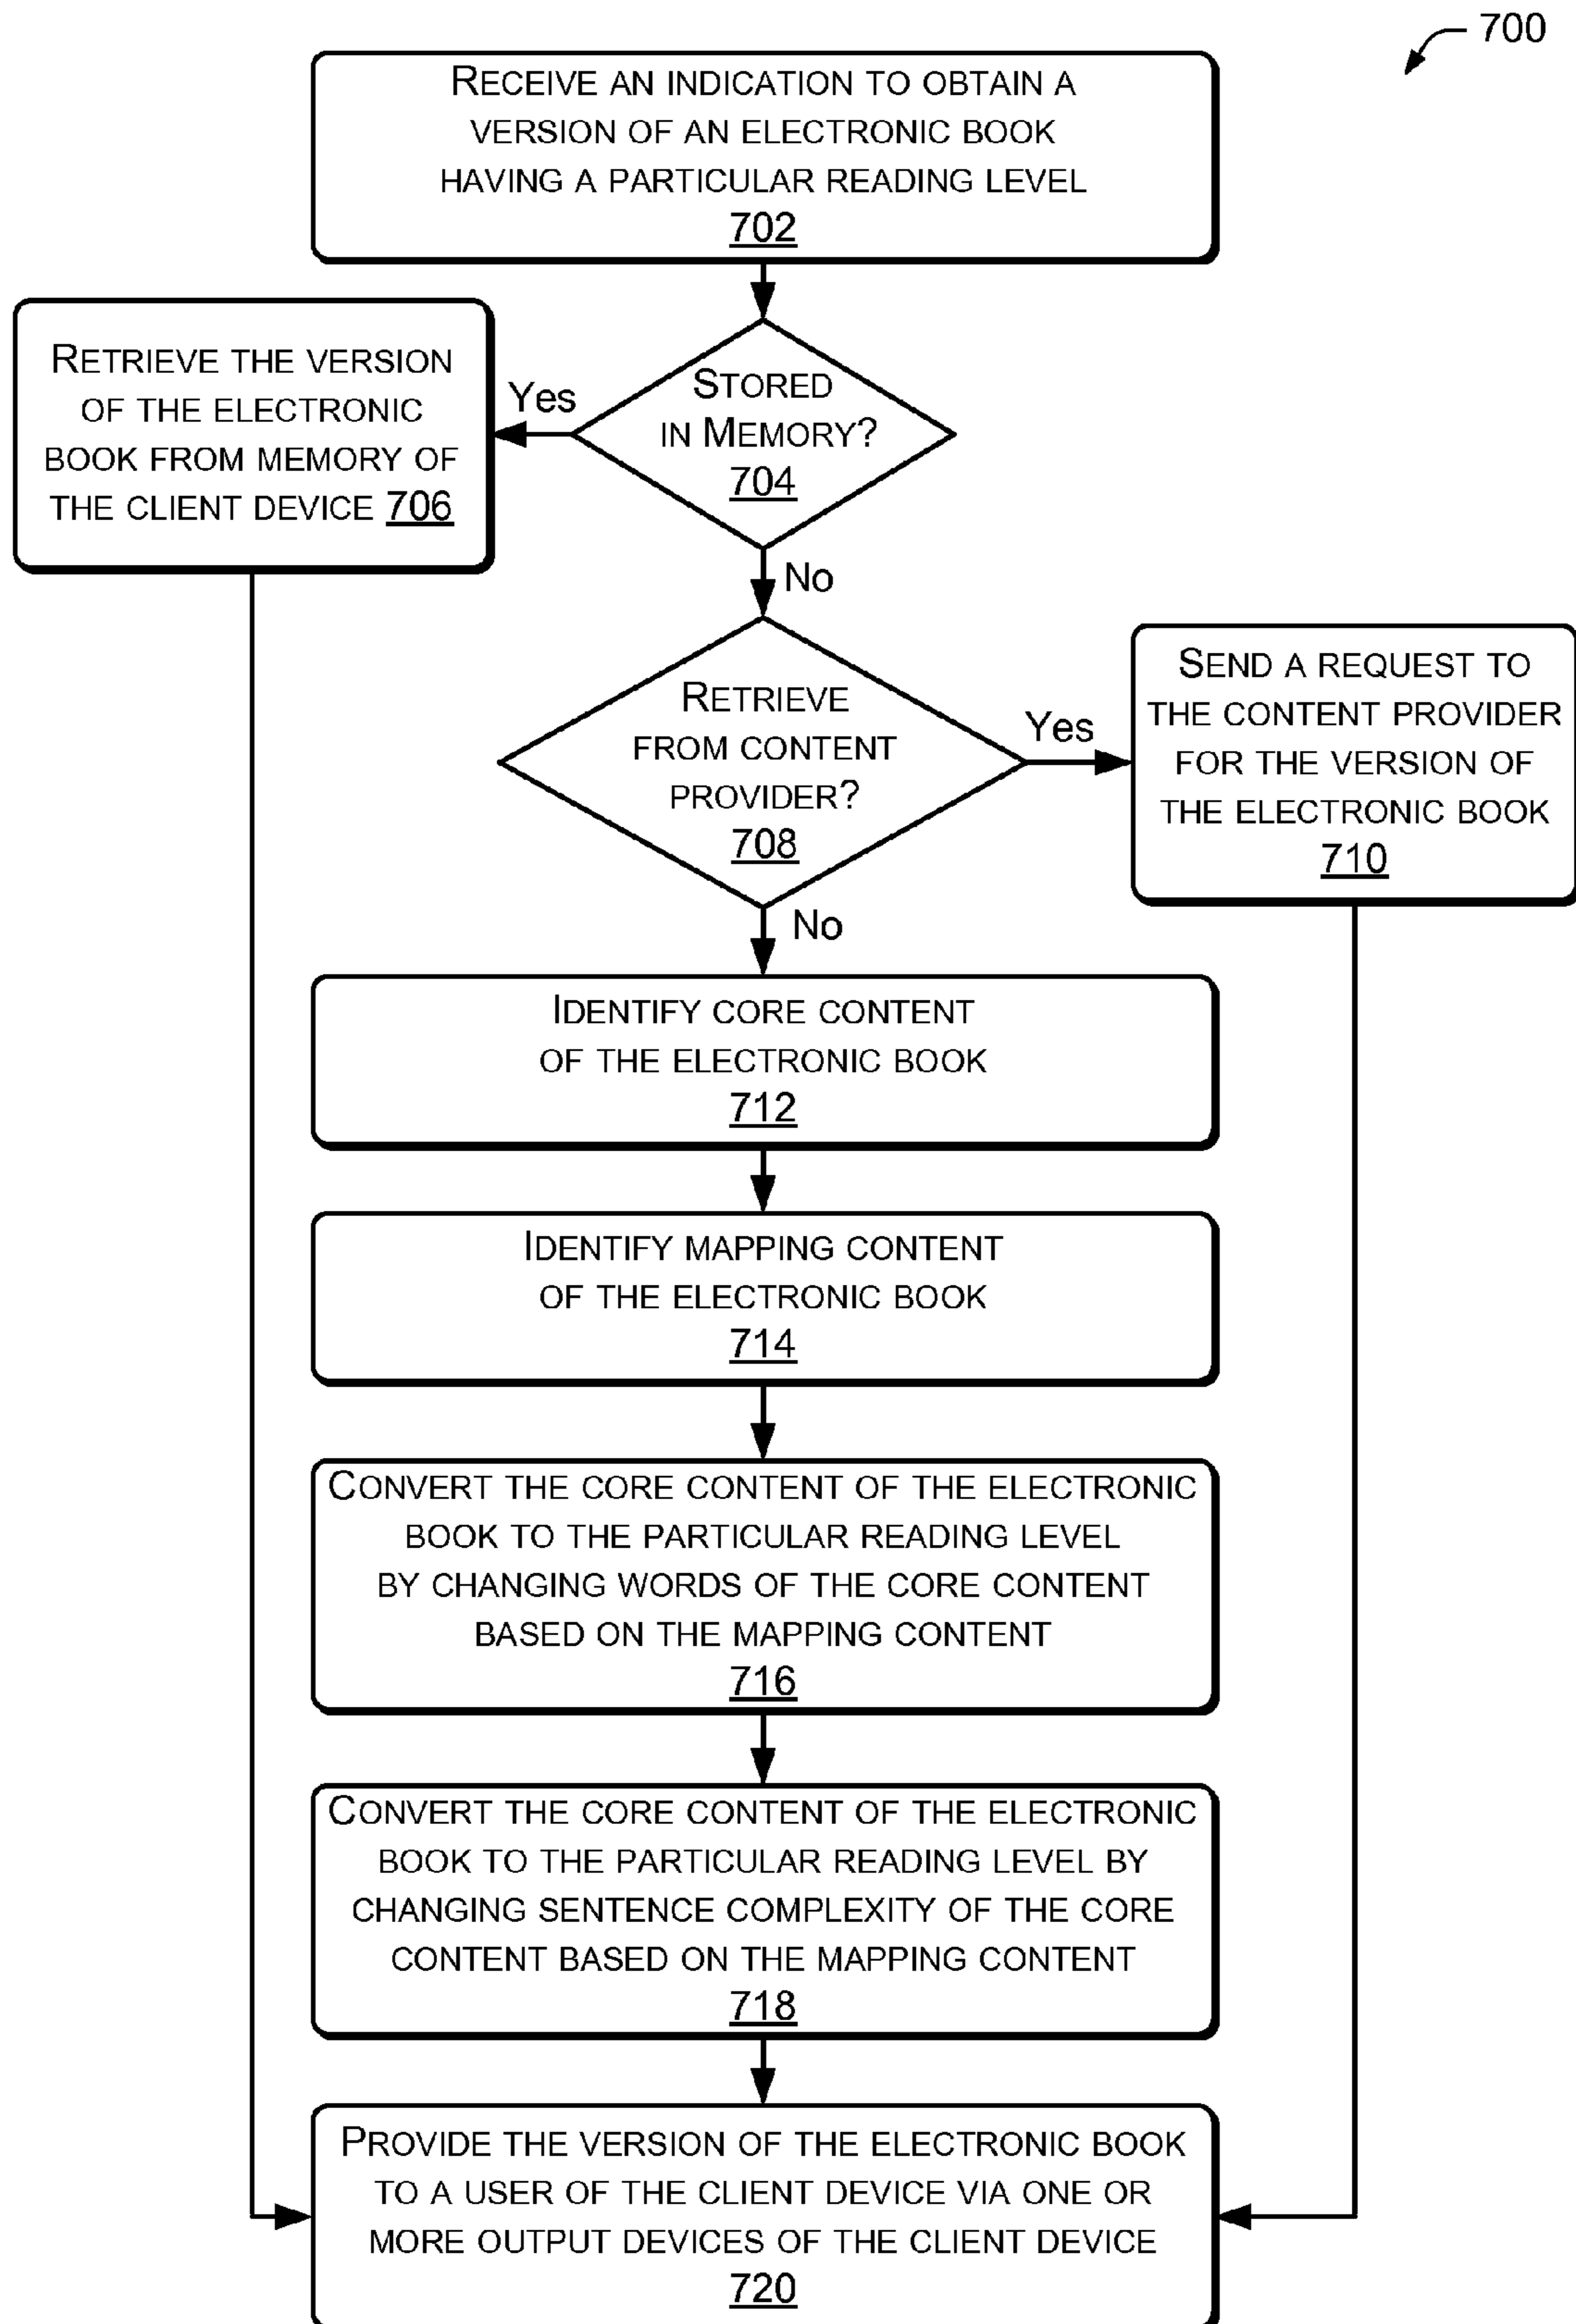 700
RECEIVE AN INDICATION TO OBTAIN A
VERSION OF AN ELECTRONIC BOOK
HAVING A PARTICULAR READING LEVEL
702
RETRIEVE THE VERSION
OF THE ELECTRONIC
BOOK FROM MEMORY OF
THE CLIENT DEVICE 706
Yes
STORED
IN MEMORY?
704
No
RETRIEVE
FROM CONTENT
PROVIDER?
708
Yes
SEND A REQUEST TO
THE CONTENT PROVIDER
FOR THE VERSION OF
THE ELECTRONIC BOOK
710
No
IDENTIFY CORE CONTENT
OF THE ELECTRONIC BOOK
712
IDENTIFY MAPPING CONTENT
OF THE ELECTRONIC BOOK
714
CONVERT THE CORE CONTENT OF THE ELECTRONIC
BOOK TO THE PARTICULAR READING LEVEL
BY CHANGING WORDS OF THE CORE CONTENT
BASED ON THE MAPPING CONTENT
716
CONVERT THE CORE CONTENT OF THE ELECTRONIC
BOOK TO THE PARTICULAR READING LEVEL BY
CHANGING SENTENCE COMPLEXITY OF THE CORE
CONTENT BASED ON THE MAPPING CONTENT
718
PROVIDE THE VERSION OF THE ELECTRONIC BOOK
TO A USER OF THE CLIENT DEVICE VIA ONE OR
MORE OUTPUT DEVICES OF THE CLIENT DEVICE
720